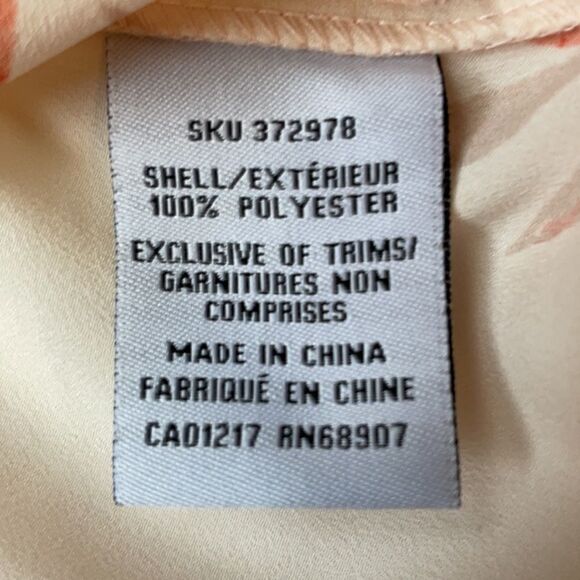 SKU 372978
SHELL/EXTÉRIEUR
100% POLYESTER
EXCLUSIVE OF TRIMS/
GARNITURES NON
COMPRISES
MADE IN CHINA
FABRIQUÉ EN CHINE
CA01217 RN68907